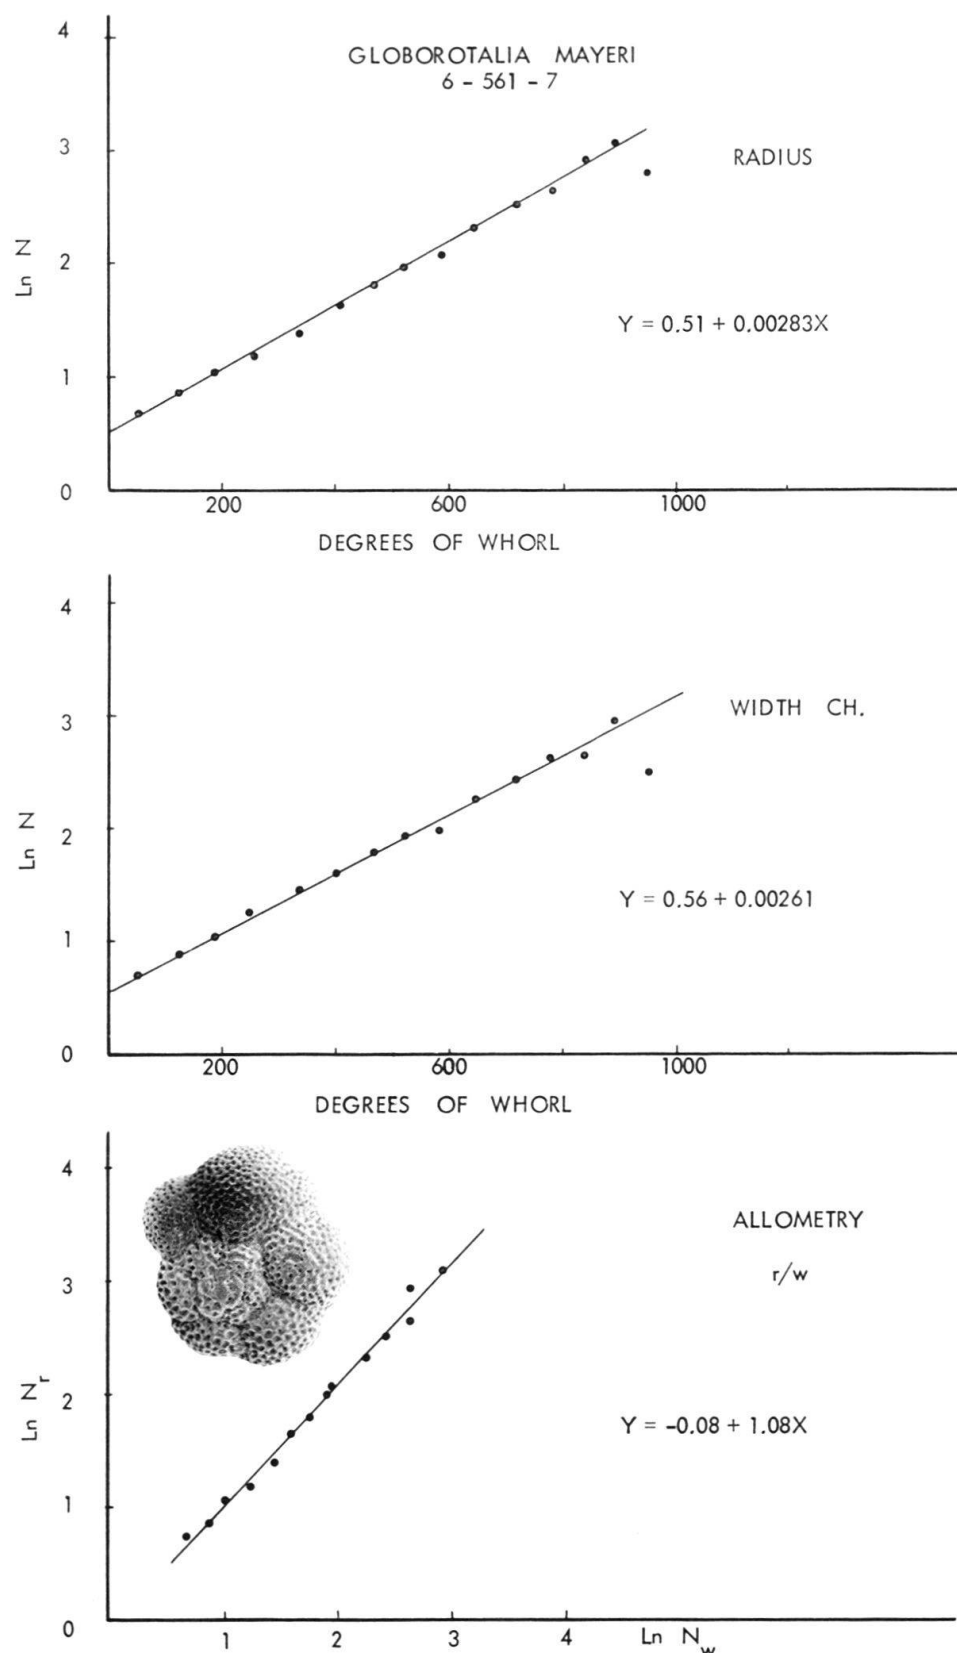 4
GLOBOROTALIA MAYERI
6 - 561 - 7
3
RADIUS
Ln N
2
Y = 0.51 + 0.00283X
1
0
200 600 1000
DEGREES OF WHORL
4
3
WIDTH CH.
Ln N
2
Y = 0.56 + 0.00261
1
0
200 600 1000
DEGREES OF WHORL
4
ALLOMETRY
3
r/w
Ln Nr
2
Y = -0.08 + 1.08X
1
0
1 2 3 4 Ln Nw